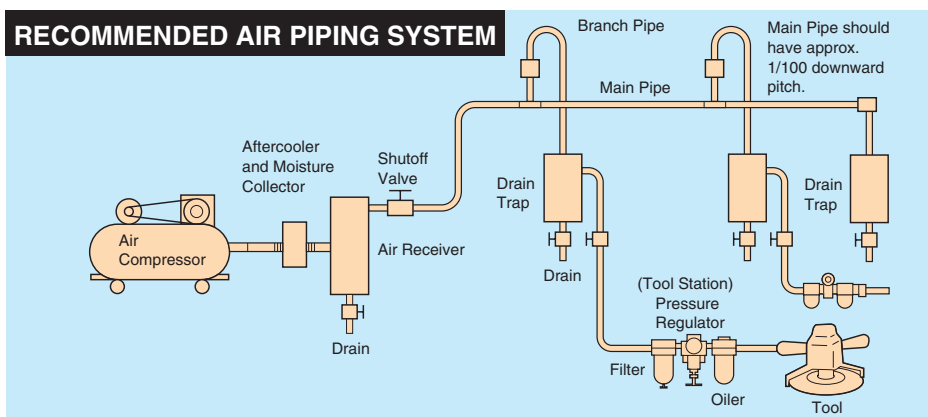 RECOMMENDED AIR PIPING SYSTEM
Branch Pipe
Main Pipe should
have approx.
1/100 downward
pitch.
Main Pipe
Aftercooler
and Moisture
Collector
Shutoff
Valve
Drain
Trap
Drain
Trap
Air
Compressor
Air Receiver
Drain
(Tool Station)
Pressure
Regulator
Drain
Filter
Oiler
Tool